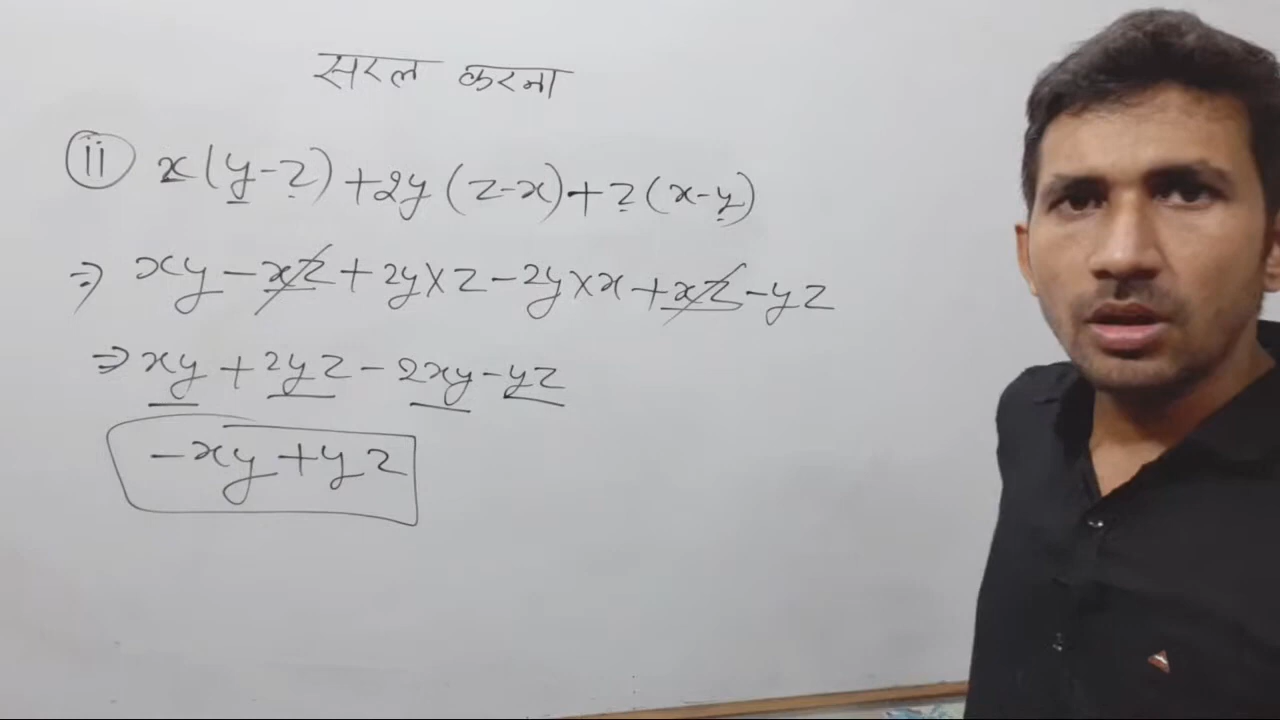 सरल करना
ii x(y-z)+2y(z-x)+z(x-y)
⇒ xy-xz+2y×z-2y×x+xz-yz
⇒ xy+2yz-2xy-yz
-xy+yz